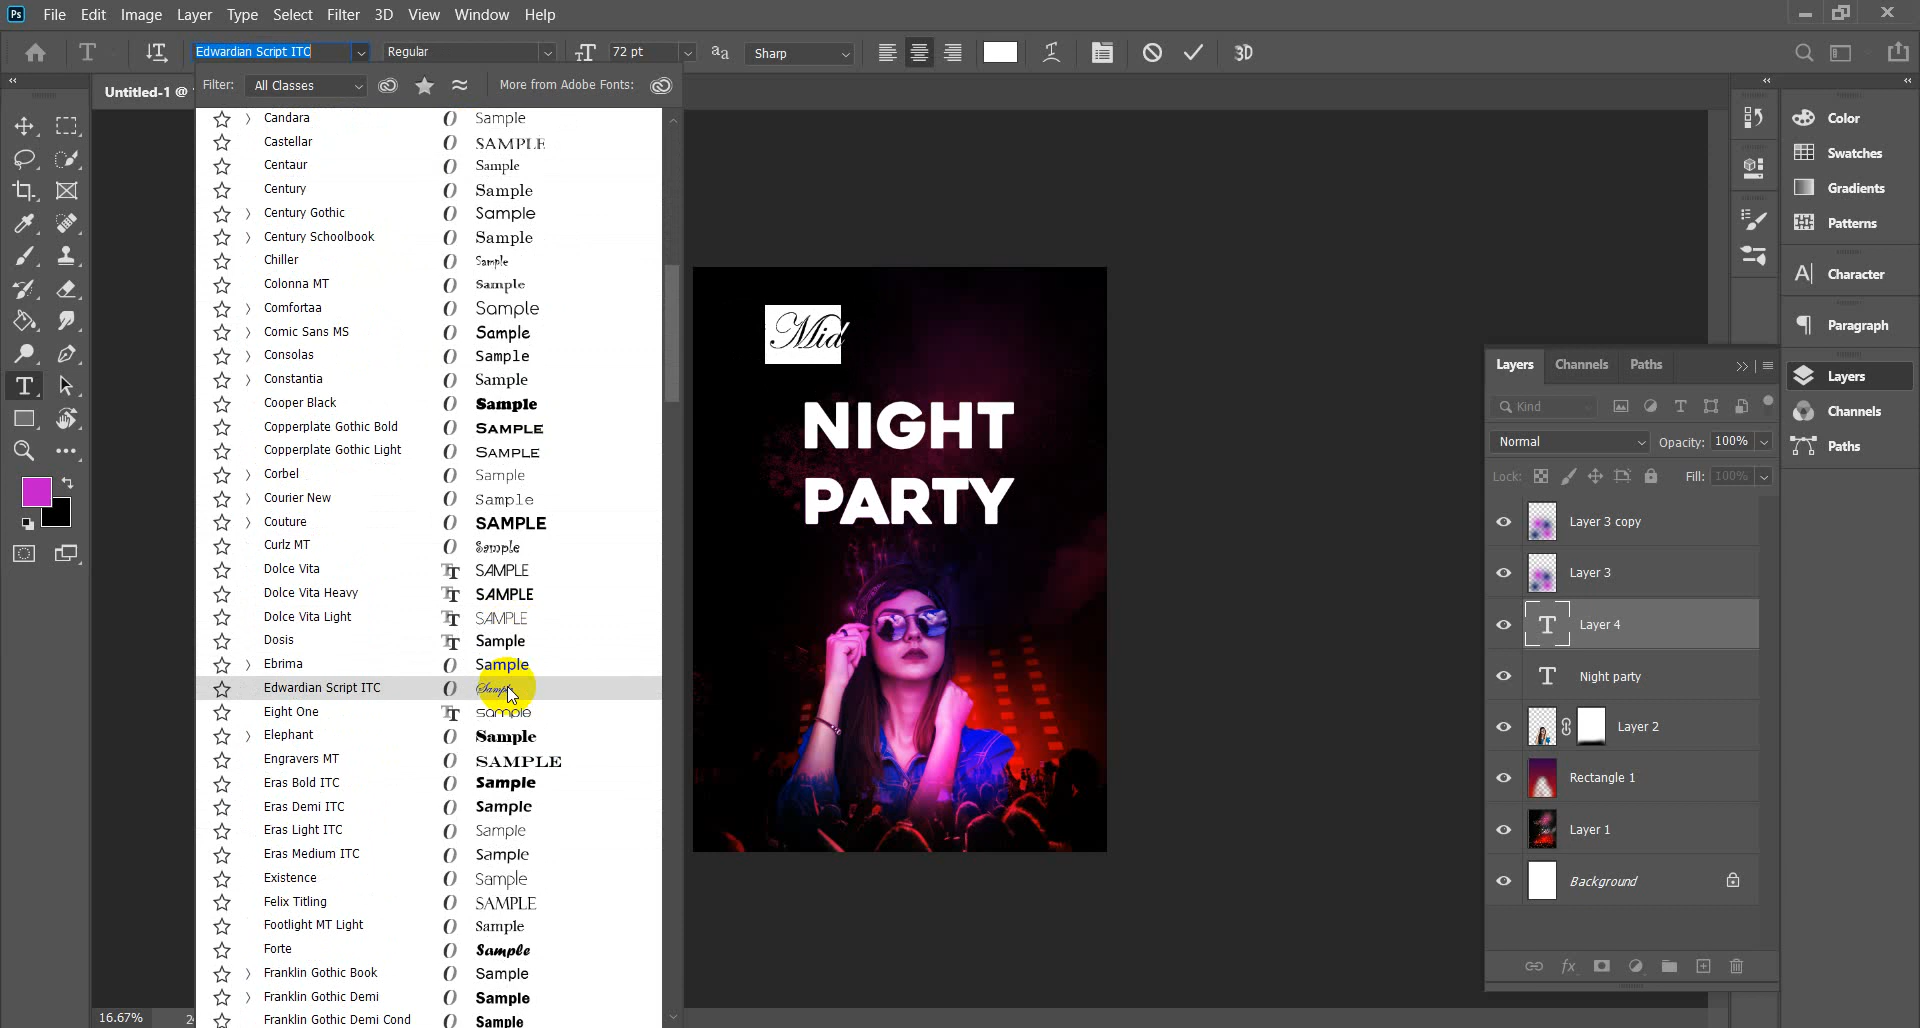 Ps File Edit Image Layer Type Select Filter 3D View Window Help
T Edwardian Script ITC Regular 72 pt aa Sharp 3D
Filter: All Classes More from Adobe Fonts:
Untitled-1 @
Candara O Sample
Castellar O SAMPLE
Centaur O Sample
Century O Sample
Century Gothic O Sample
Century Schoolbook O Sample
Chiller O Sample
Colonna MT O Sample
Comfortaa O Sample
Comic Sans MS O Sample
Consolas O Sample
Constantia O Sample
Cooper Black O Sample
Copperplate Gothic Bold O SAMPLE
Copperplate Gothic Light O SAMPLE
Corbel O Sample
Courier New O Sample
Couture O SAMPLE
Curlz MT O Sample
Dolce Vita SAMPLE
Dolce Vita Heavy SAMPLE
Dolce Vita Light SAMPLE
Dosis Sample
Ebrima O Sample
Edwardian Script ITC O Sample
Eight One Sample
Elephant O Sample
Engravers MT O SAMPLE
Eras Bold ITC O Sample
Eras Demi ITC O Sample
Eras Light ITC O Sample
Eras Medium ITC O Sample
Existence O Sample
Felix Titling O SAMPLE
Footlight MT Light O Sample
Forte O Sample
Franklin Gothic Book O Sample
Franklin Gothic Demi O Sample
Franklin Gothic Demi Cond O Sample
16.67%
Mid
NIGHT
PARTY
Color
Swatches
Gradients
Patterns
Character
Paragraph
Layers
Channels
Paths
Layers Channels Paths
Kind
Normal Opacity: 100%
Lock: Fill: 100%
Layer 3 copy
Layer 3
T Layer 4
T Night party
Layer 2
Rectangle 1
Layer 1
Background
fx